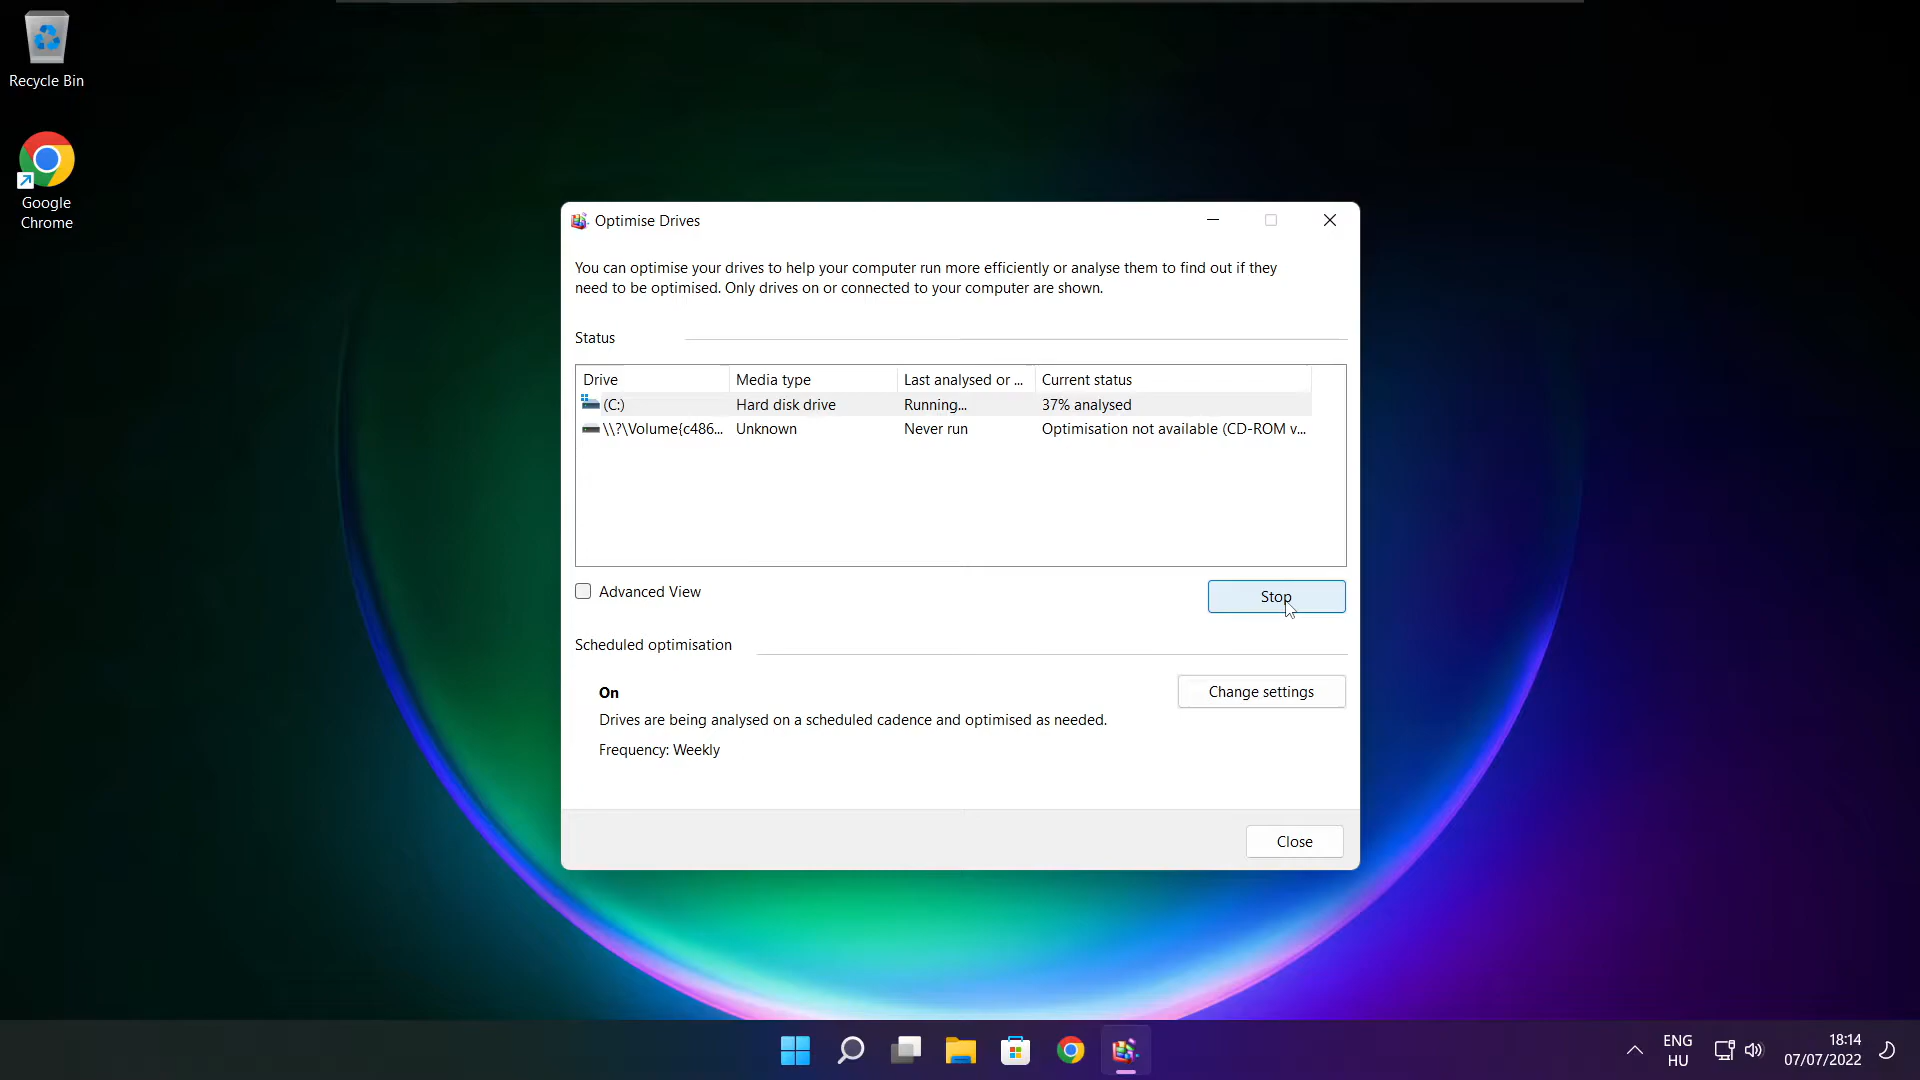 Recycle Bin
Google
Chrome
Optimise Drives
You can optimise your drives to help your computer run more efficiently or analyse them to find out if they
need to be optimised. Only drives on or connected to your computer are shown.
Status
Drive Media type Last analysed or ... Current status
(C:) Hard disk drive Running... 37% analysed
\\?\Volume{c486... Unknown Never run Optimisation not available (CD-ROM v...
Advanced View
Stop
Scheduled optimisation
On
Change settings
Drives are being analysed on a scheduled cadence and optimised as needed.
Frequency: Weekly
Close
ENG
HU
18:14
07/07/2022